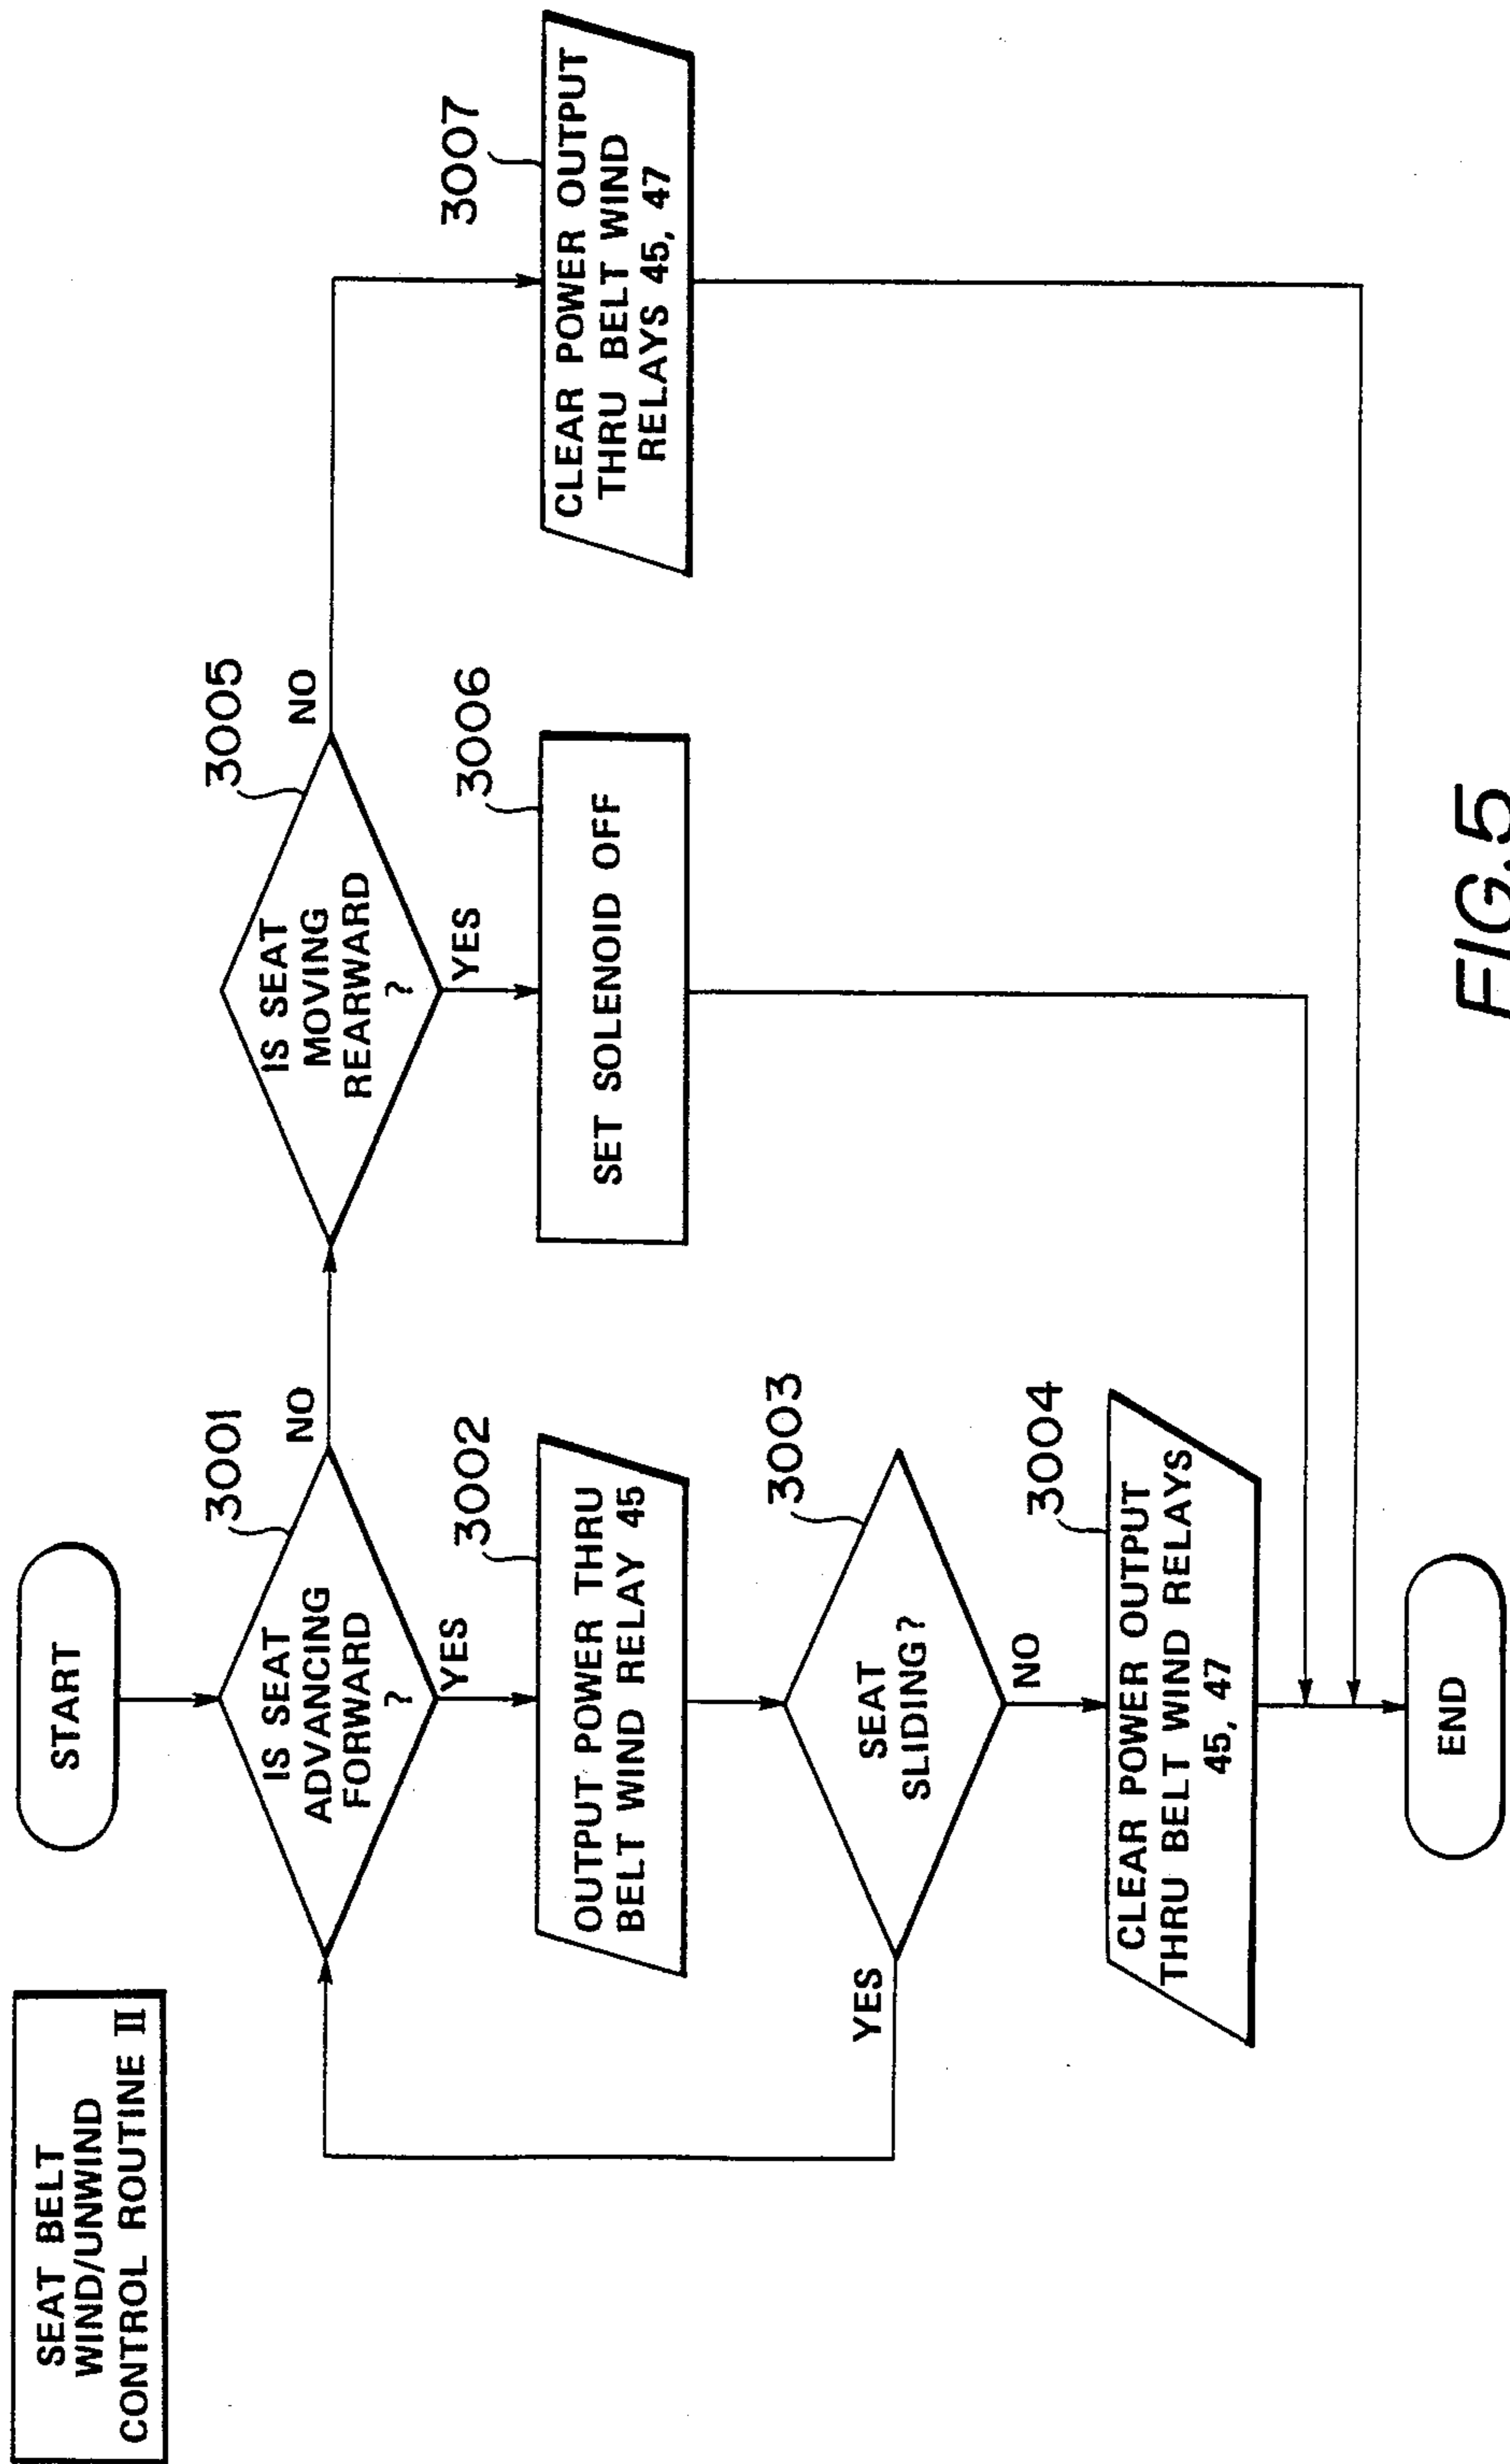 SEAT BELT
WIND/UNWIND
CONTROL ROUTINE II
START
IS SEAT
ADVANCING
FORWARD
?
3001
NO
YES
OUTPUT POWER THRU
BELT WIND RELAY 45
3002
SEAT
SLIDING?
3003
YES
NO
CLEAR POWER OUTPUT
THRU BELT WIND RELAYS
45, 47
3004
END
IS SEAT
MOVING
REARWARD
?
3005
NO
YES
SET SOLENOID OFF
3006
CLEAR POWER OUTPUT
THRU BELT WIND
RELAYS 45, 47
3007
FIG.5